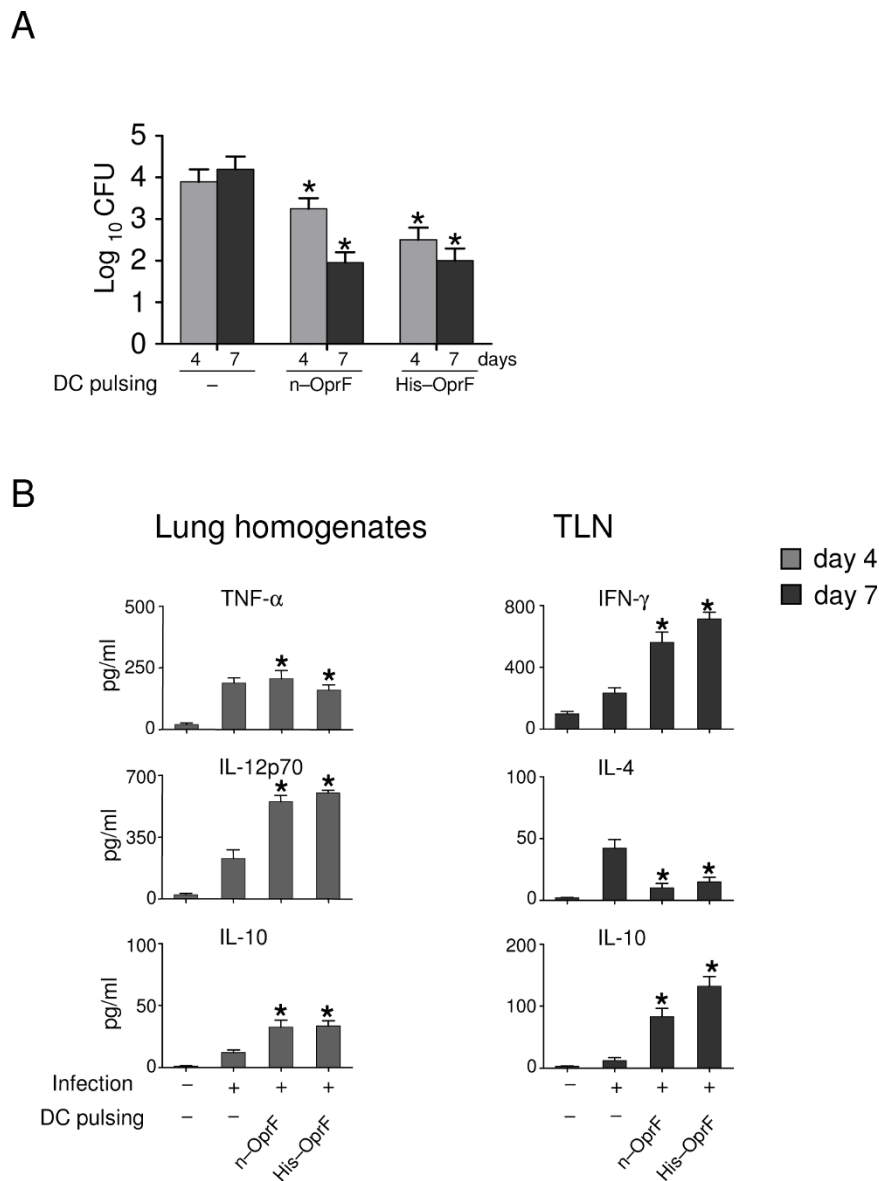 A
Log 10 CFU
5
4
3
2
1
0
* * * *
4 7 4 7 4 7 days
DC pulsing – n–OprF His–OprF
B
Lung homogenates TLN
day 4
day 7
TNF-α
pg/ml
500
250
0
* *
IFN-γ
800
400
0
* *
IL-12p70
pg/ml
700
350
0
* *
IL-4
100
50
0
* *
IL-10
pg/ml
100
50
0
* *
IL-10
200
100
0
* *
Infection – + + + – + + +
DC pulsing – – n–OprF His–OprF – – n–OprF His–OprF